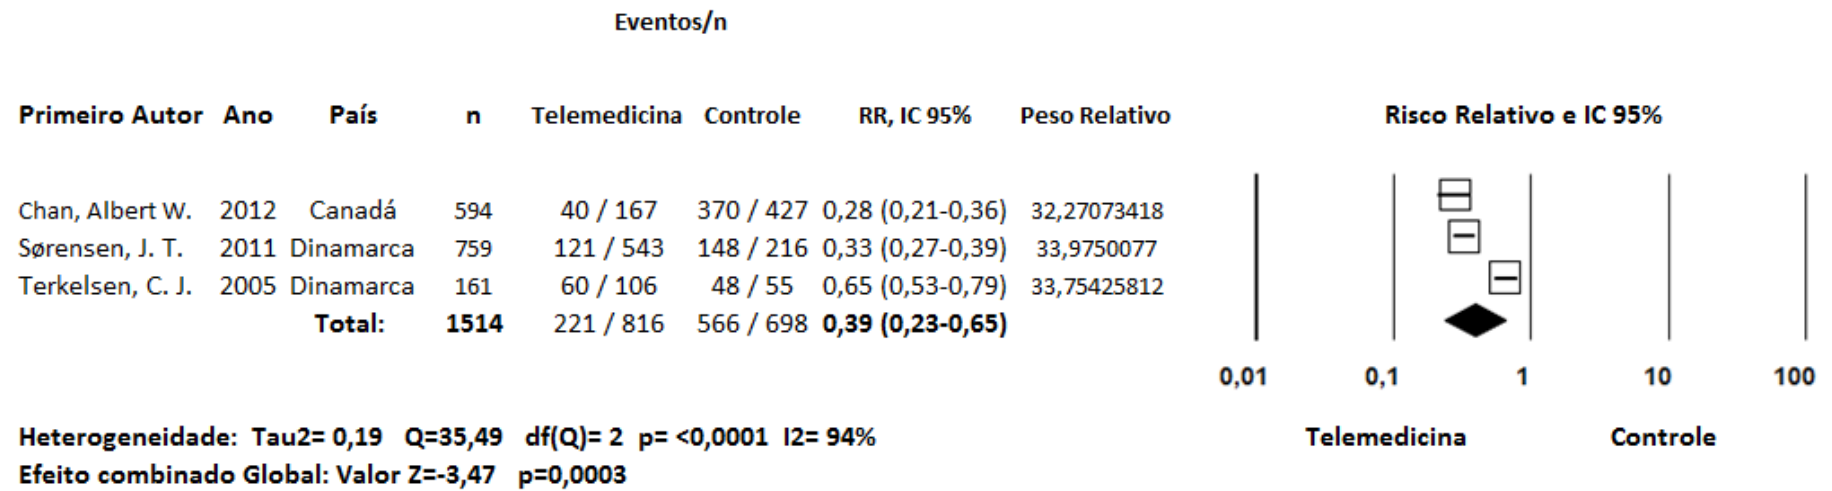 Eventos/n
Primeiro Autor Ano País n Telemedicina Controle RR, IC 95% Peso Relativo Risco Relativo e IC 95%
Chan, Albert W. 2012 Canadá 594 40 / 167 370 / 427 0,28 (0,21-0,36) 32,27073418
Sørensen, J. T. 2011 Dinamarca 759 121 / 543 148 / 216 0,33 (0,27-0,39) 33,9750077
Terkelsen, C. J. 2005 Dinamarca 161 60 / 106 48 / 55 0,65 (0,53-0,79) 33,75425812
Total: 1514 221 / 816 566 / 698 0,39 (0,23-0,65)
0,01 0,1 1 10 100
Heterogeneidade: Tau2= 0,19 Q=35,49 df(Q)= 2 p= <0,0001 I2= 94% Telemedicina Controle
Efeito combinado Global: Valor Z=-3,47 p=0,0003